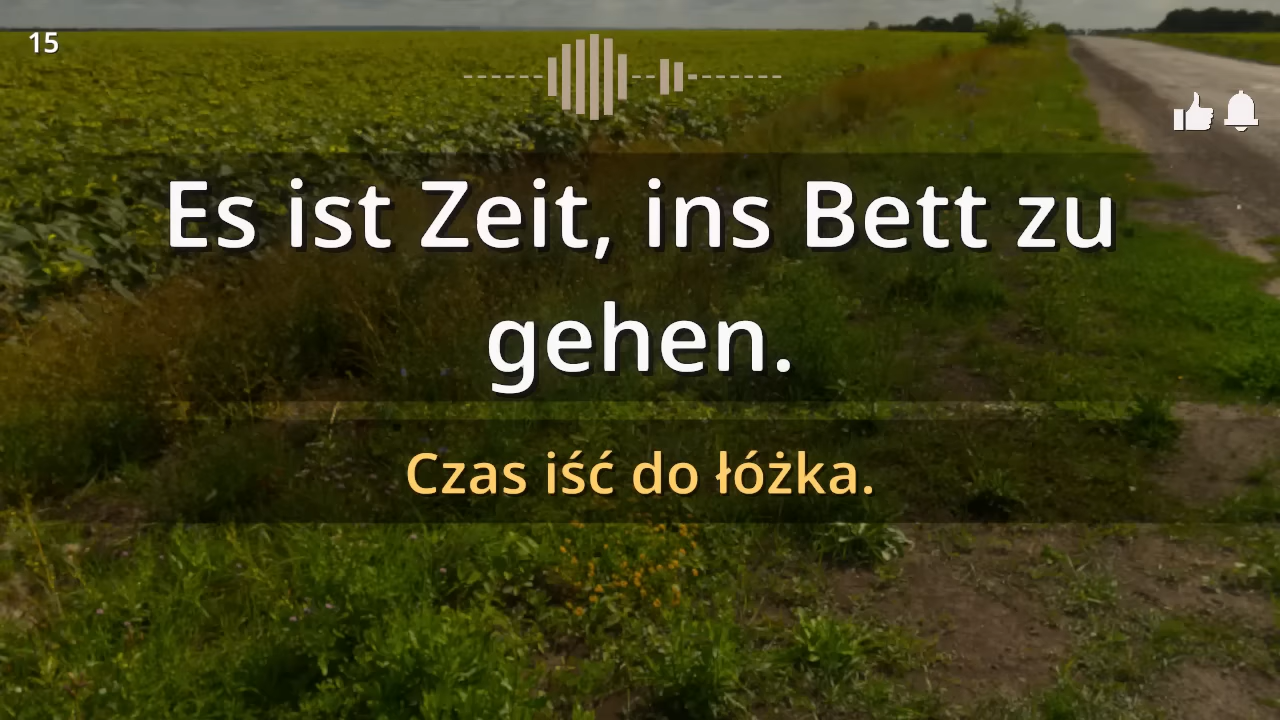 15
Es ist Zeit, ins Bett zu
gehen.
Czas iść do łóżka.